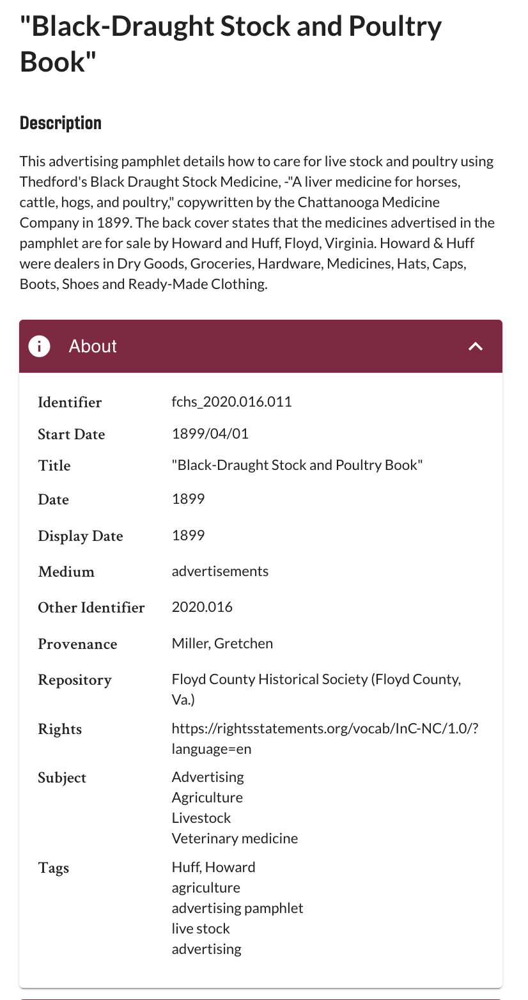 "Black-Draught Stock and Poultry
Book"
Description
This advertising pamphlet details how to care for live stock and poultry using
Thedford's Black Draught Stock Medicine, -"A liver medicine for horses,
cattle, hogs, and poultry," copywritten by the Chattanooga Medicine
Company in 1899. The back cover states that the medicines advertised in the
pamphlet are for sale by Howard and Huff, Floyd, Virginia. Howard & Huff
were dealers in Dry Goods, Groceries, Hardware, Medicines, Hats, Caps,
Boots, Shoes and Ready-Made Clothing.
About
Identifier fchs_2020.016.011
Start Date 1899/04/01
Title "Black-Draught Stock and Poultry Book"
Date 1899
Display Date 1899
Medium advertisements
Other Identifier 2020.016
Provenance Miller, Gretchen
Repository Floyd County Historical Society (Floyd County,
Va.)
Rights https://rightsstatements.org/vocab/InC-NC/1.0/?
language=en
Subject Advertising
Agriculture
Livestock
Veterinary medicine
Tags Huff, Howard
agriculture
advertising pamphlet
live stock
advertising